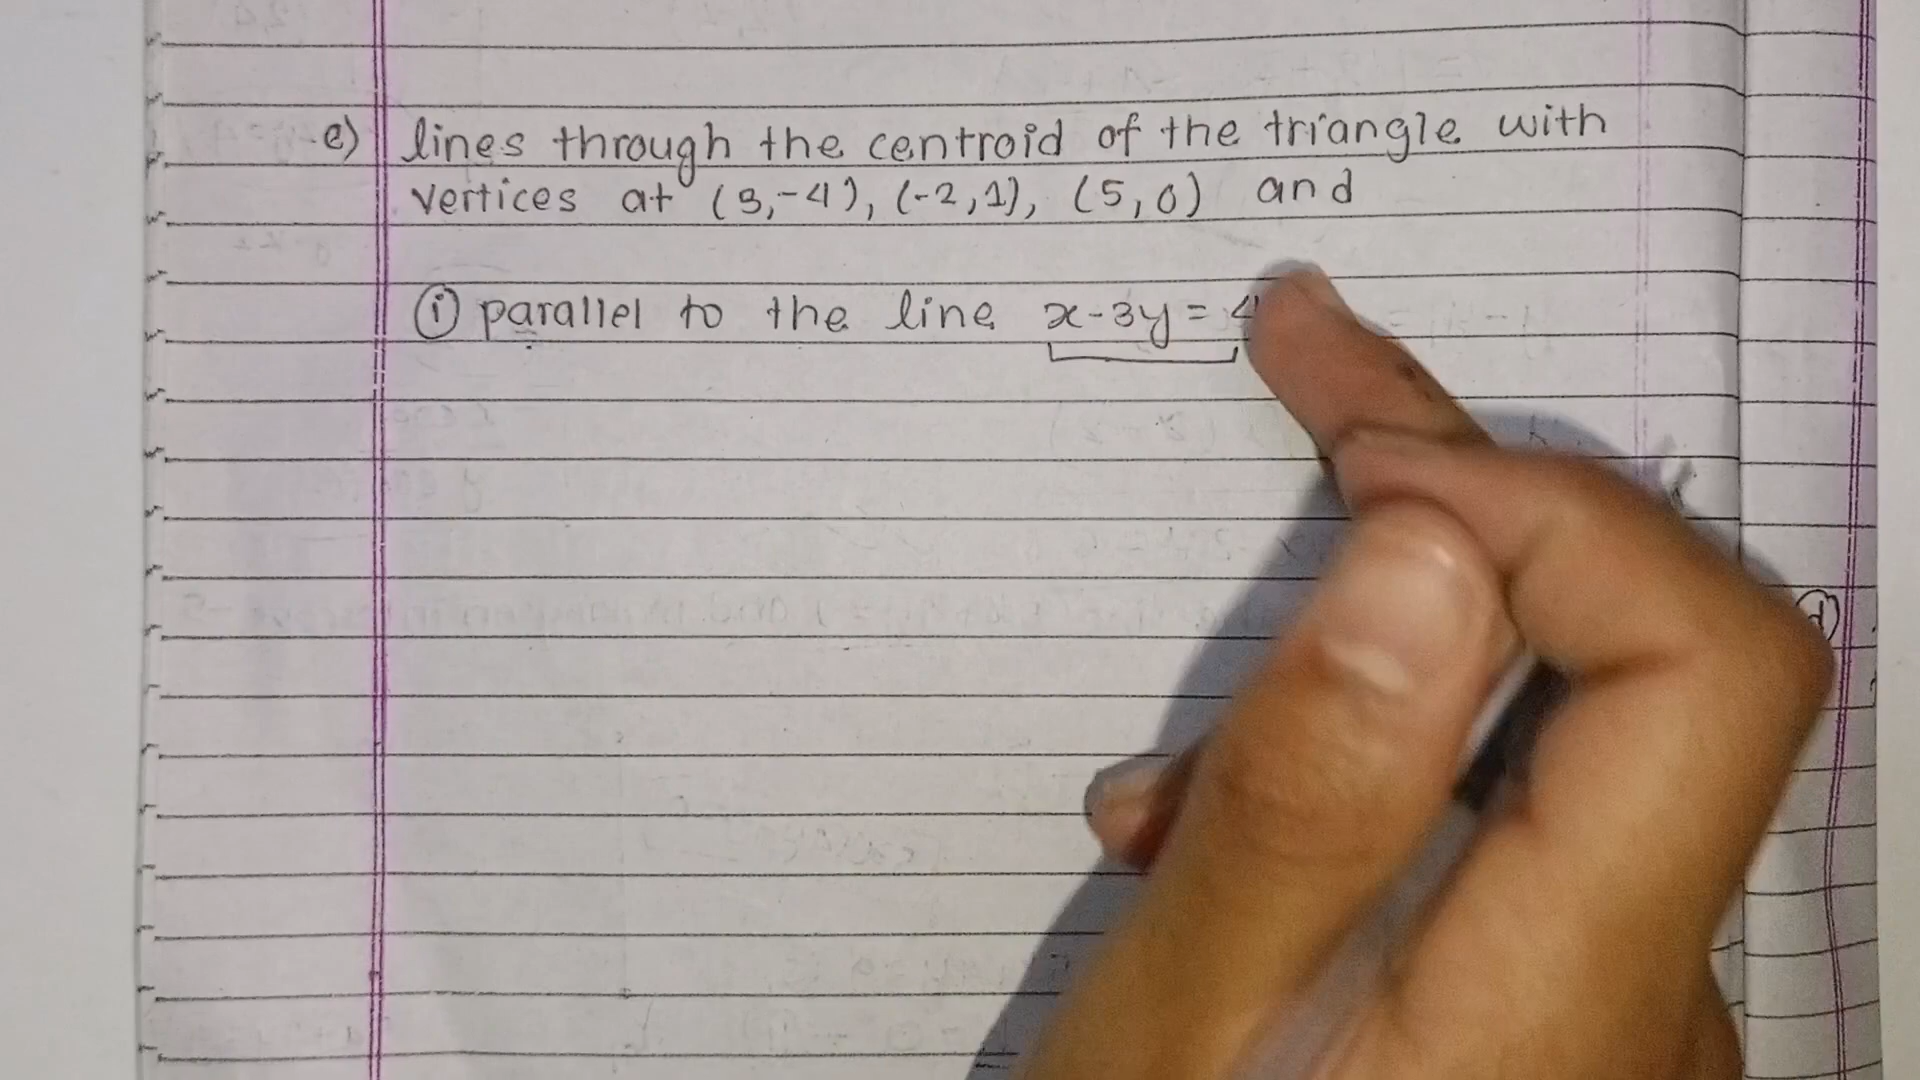 e) lines through the centroid of the triangle with
vertices at (3,-4), (-2,1), (5,0) and
(i) parallel to the line x-3y = 4
(d)